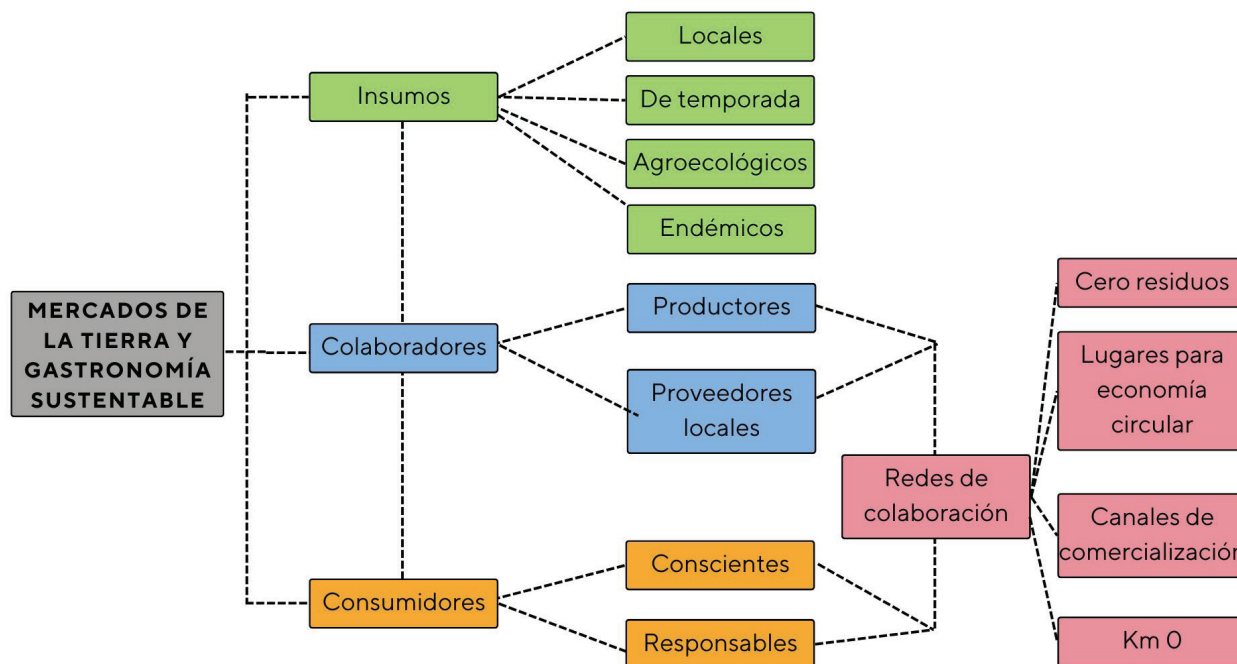 MERCADOS DE
LA TIERRA Y
GASTRONOMÍA
SUSTENTABLE
Insumos
Locales
De temporada
Agroecológicos
Endémicos
Colaboradores
Productores
Proveedores
locales
Consumidores
Conscientes
Responsables
Redes de
colaboración
Cero residuos
Lugares para
economía
circular
Canales de
comercialización
Km 0